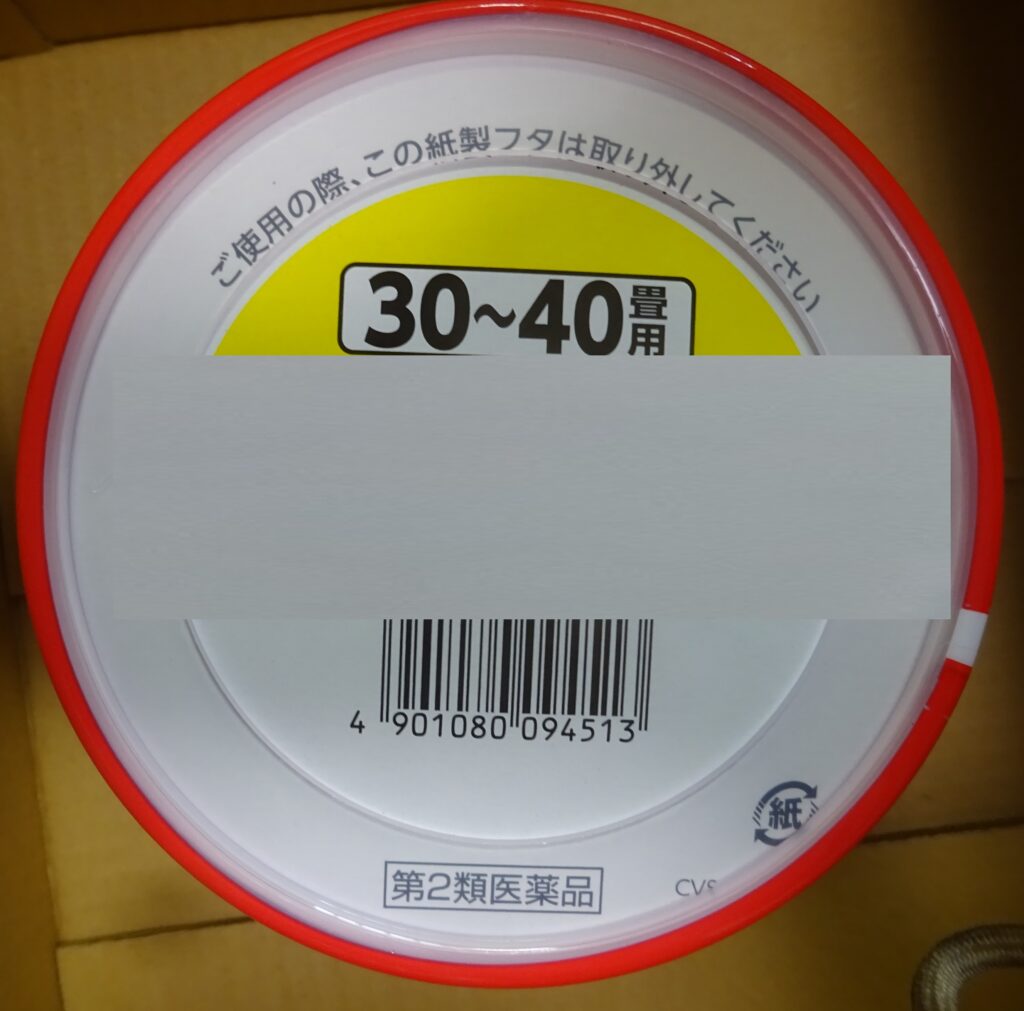 ご使用の際、この紙製フタは取り外してください
30~40畳用
4 901080 094513
紙
第2類医薬品
CVS